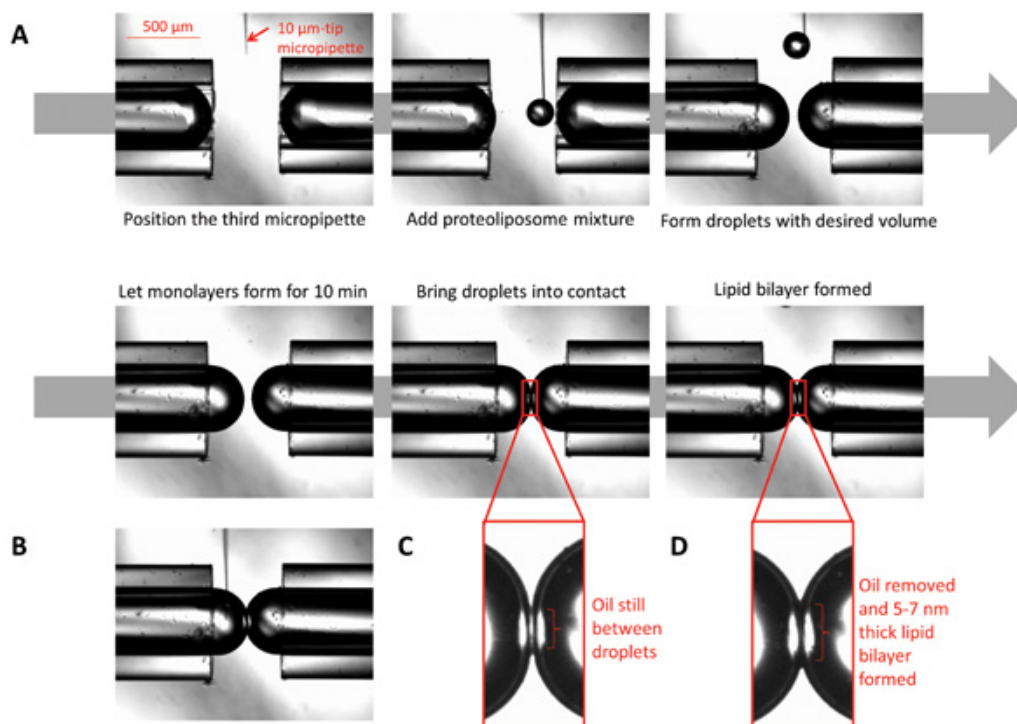 A
500 µm
10 µm-tip
micropipette
Position the third micropipette
Add proteoliposome mixture
Form droplets with desired volume
Let monolayers form for 10 min
Bring droplets into contact
Lipid bilayer formed
B
C
D
Oil still
between
droplets
Oil removed
and 5-7 nm
thick lipid
bilayer
formed